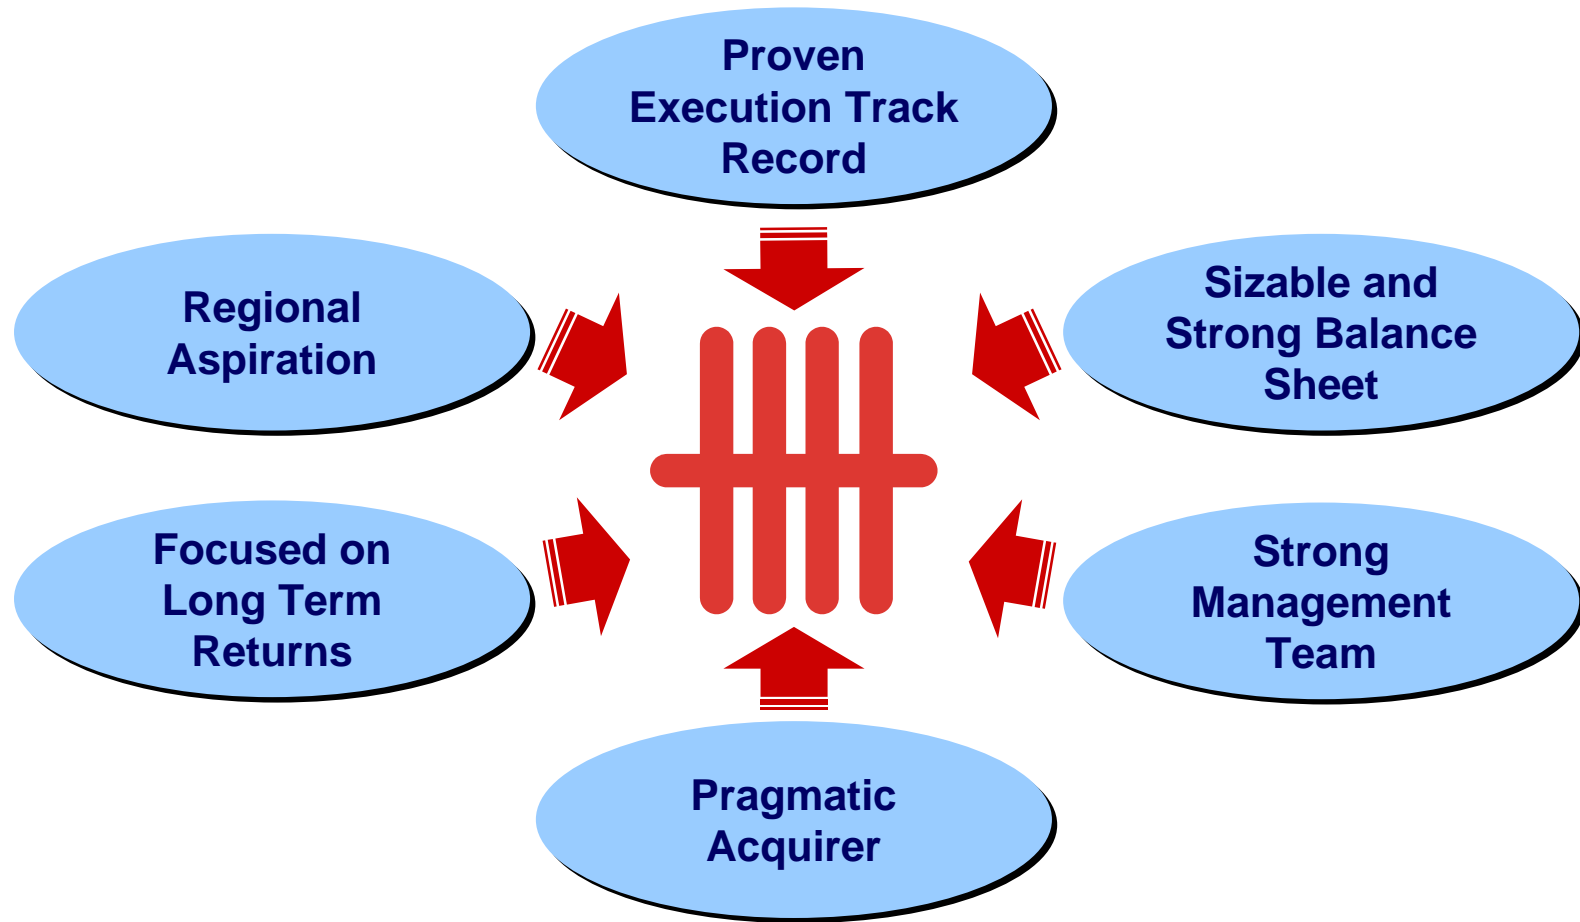 Proven
Execution Track
Record
Regional
Aspiration
Sizable and
Strong Balance
Sheet
Focused on
Long Term
Returns
Strong
Management
Team
Pragmatic
Acquirer